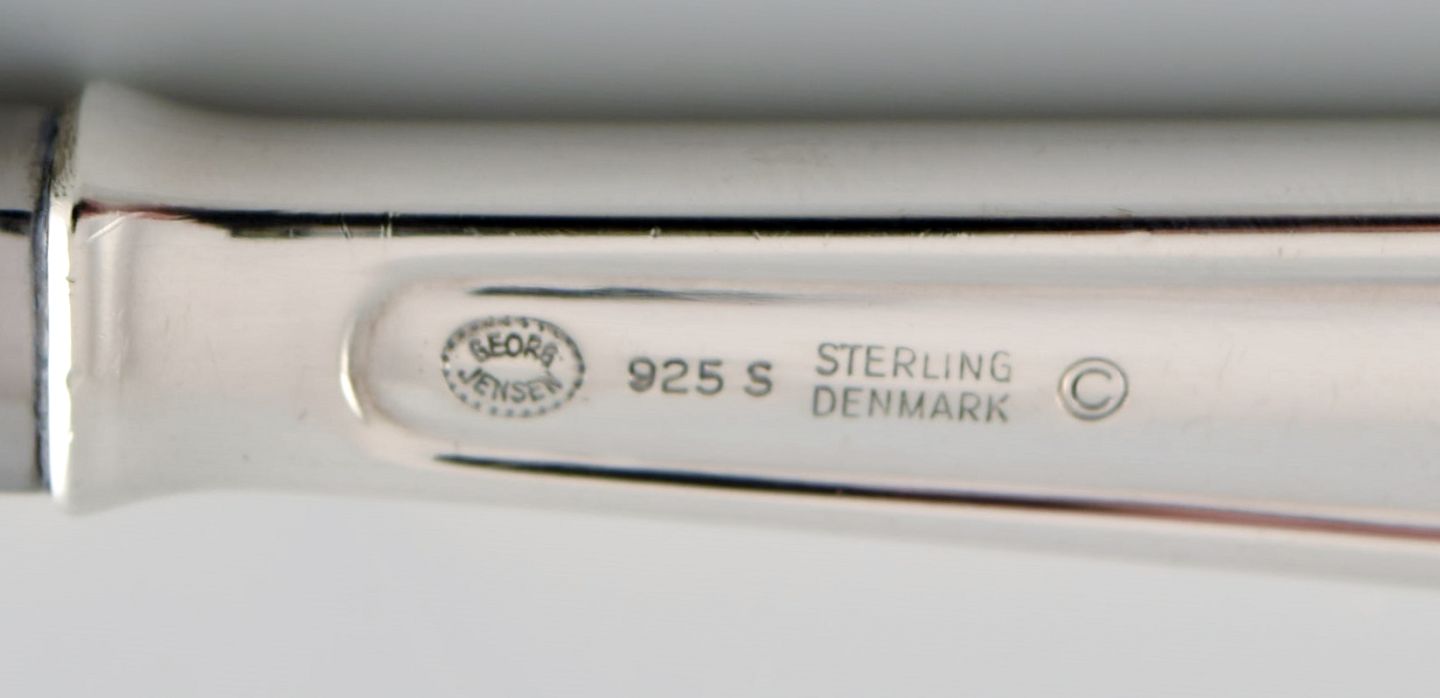 GEORG
JENSEN
925 S
STERLING
DENMARK
©